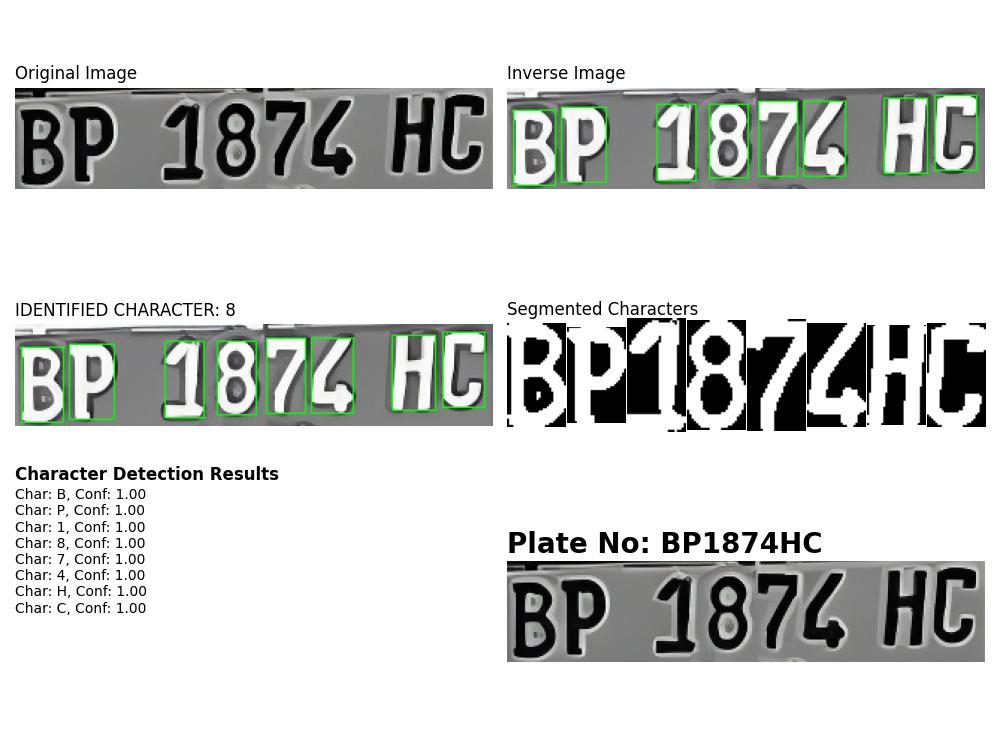 Original Image
BP 1874 HC
Inverse Image
BP 1874 HC
IDENTIFIED CHARACTER: 8
BP 1874 HC
Segmented Characters
BP1874HC
Character Detection Results
Char: B, Conf: 1.00
Char: P, Conf: 1.00
Char: 1, Conf: 1.00
Char: 8, Conf: 1.00
Char: 7, Conf: 1.00
Char: 4, Conf: 1.00
Char: H, Conf: 1.00
Char: C, Conf: 1.00
Plate No: BP1874HC
BP 1874 HC